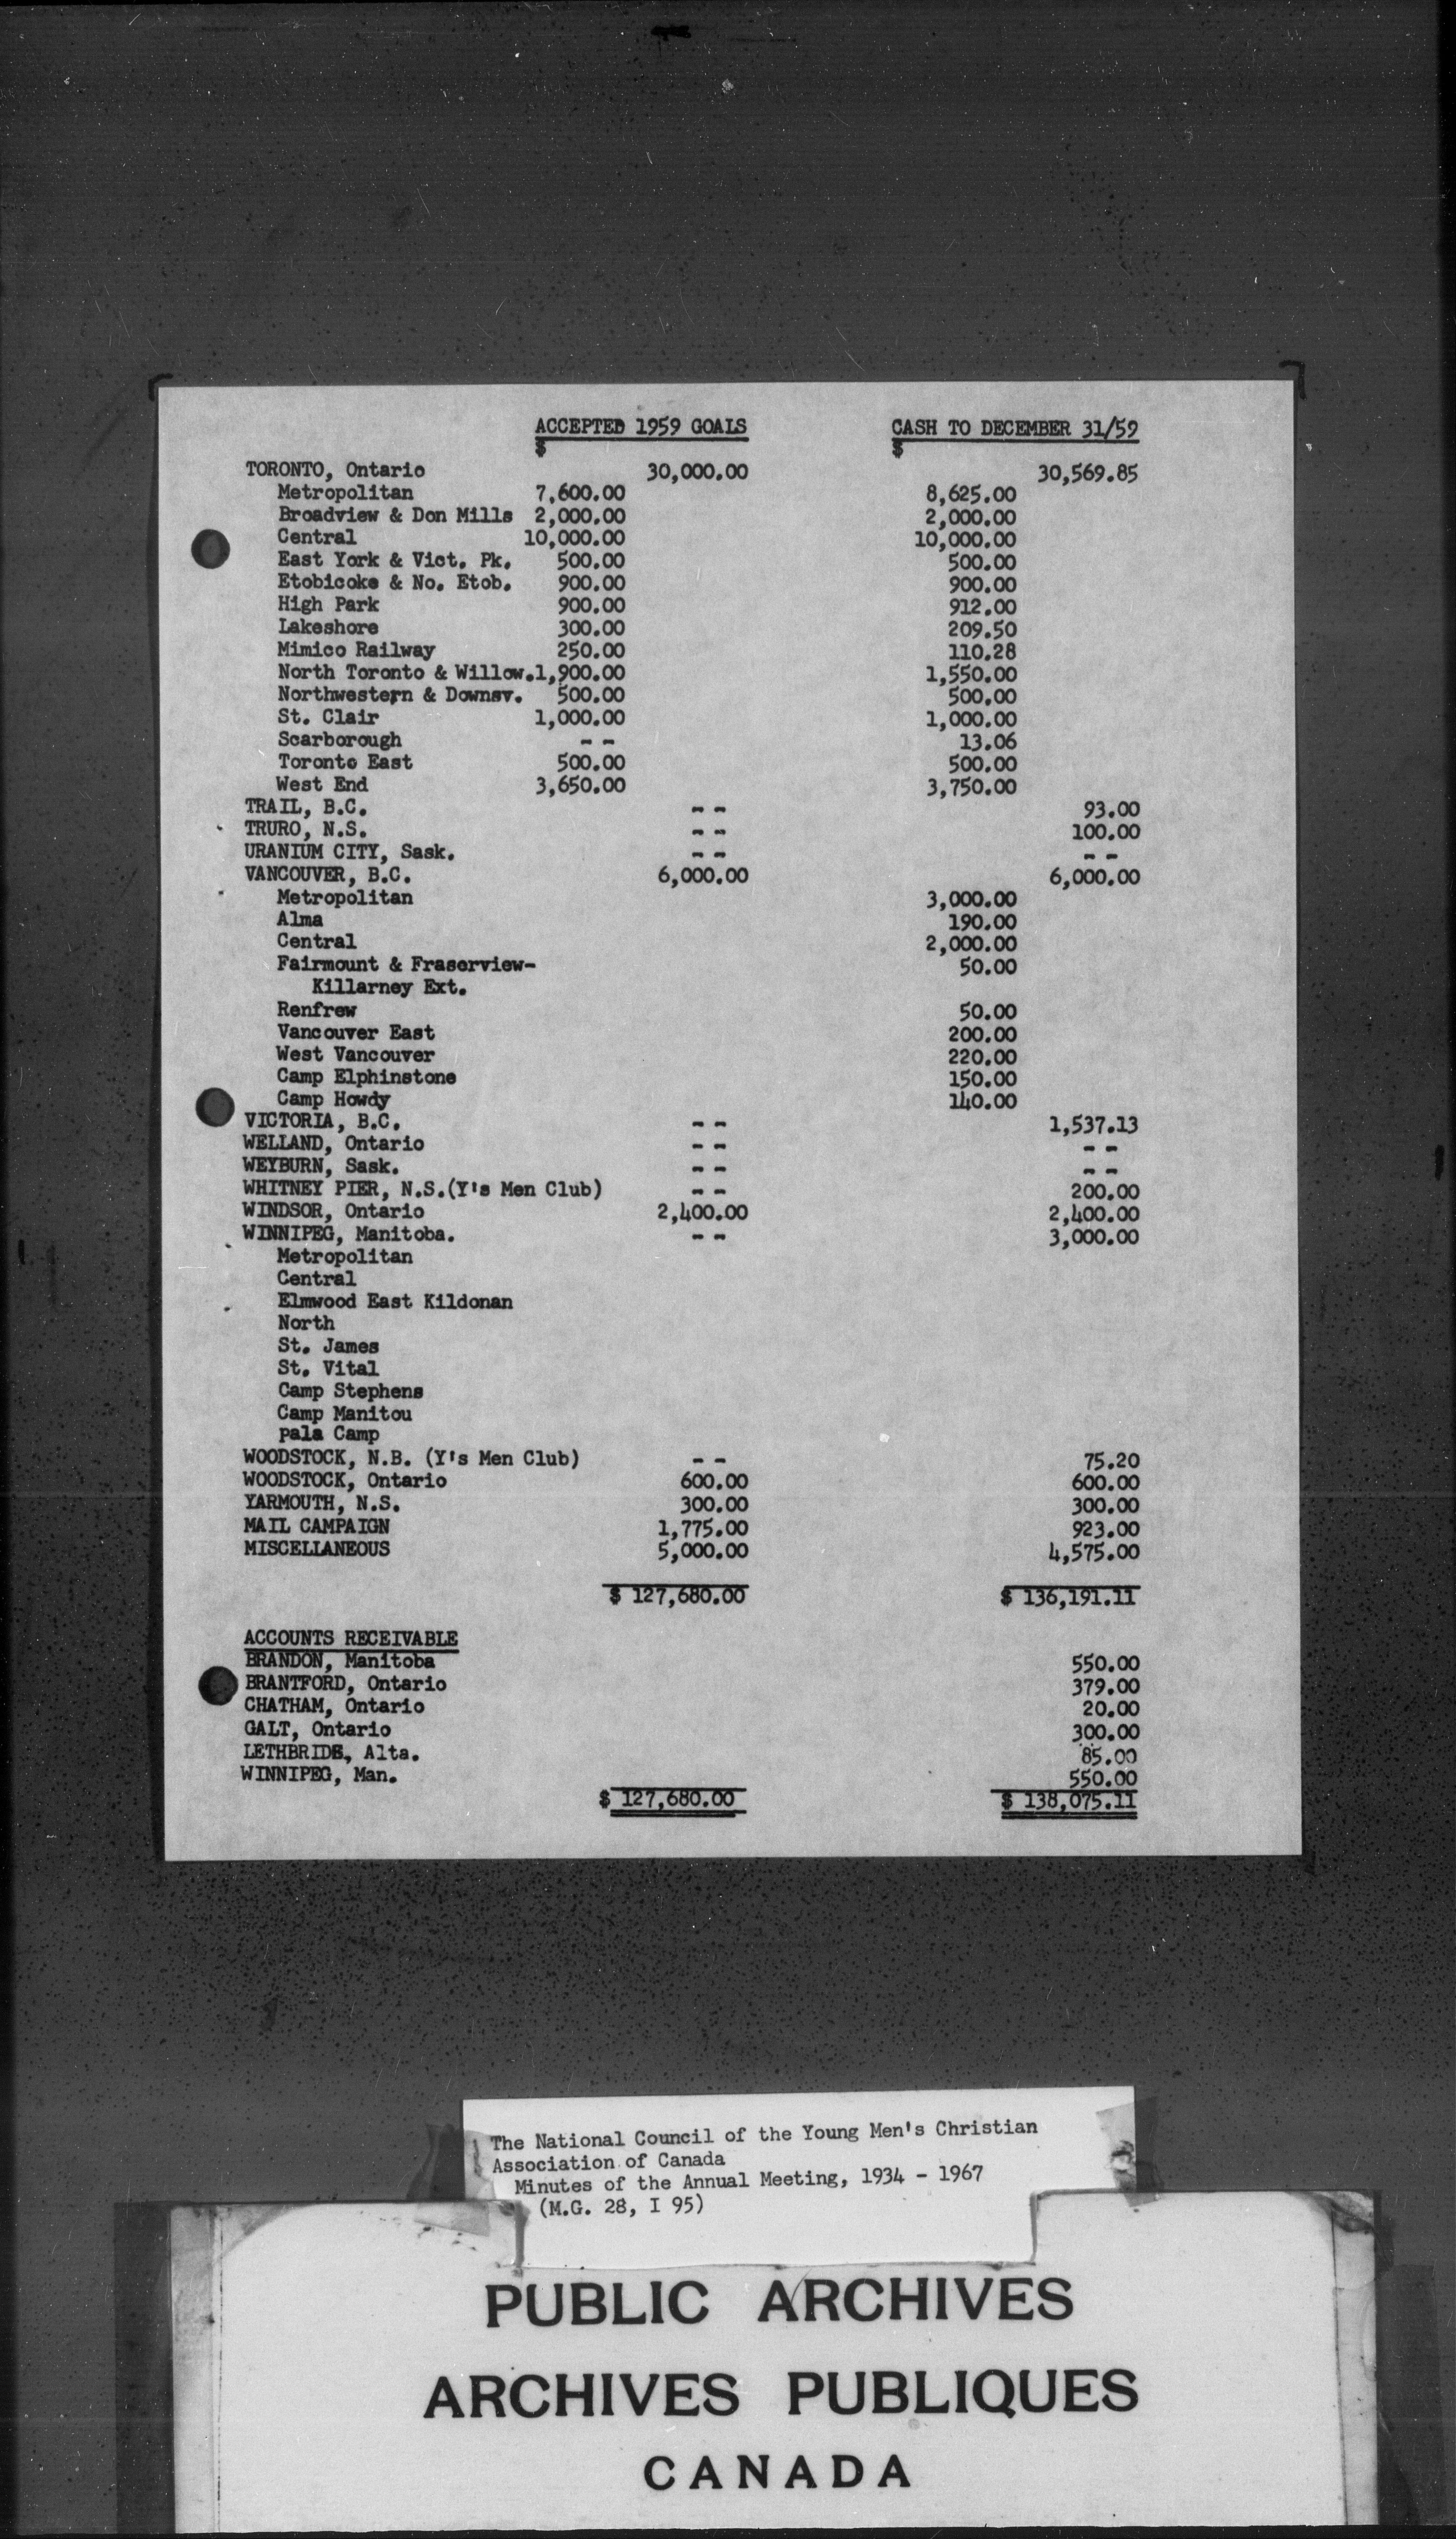 ACCEPTED 1959 GOALS CASH TO DECEMBER 31/59
$ $
TORONTO, Ontario 30,000.00 30,569.85
Metropolitan 7,600.00 8,625.00
Broadview & Don Mills 2,000.00 2,000.00
Central 10,000.00 10,000.00
East York & Vict. Pk. 500.00 500.00
Etobicoke & No. Etob. 900.00 900.00
High Park 900.00 912.00
Lakeshore 300.00 209.50
Mimico Railway 250.00 110.28
North Toronto & Willow.1,900.00 1,550.00
Northwestern & Downsv. 500.00 500.00
St. Clair 1,000.00 1,000.00
Scarborough -- 13.06
Toronto East 500.00 500.00
West End 3,650.00 3,750.00
TRAIL, B.C. -- 93.00
TRURO, N.S. -- 100.00
URANIUM CITY, Sask. -- --
VANCOUVER, B.C. 6,000.00 6,000.00
Metropolitan 3,000.00
Alma 190.00
Central 2,000.00
Fairmount & Fraserview- 50.00
Killarney Ext.
Renfrew 50.00
Vancouver East 200.00
West Vancouver 220.00
Camp Elphinstone 150.00
Camp Howdy 140.00
VICTORIA, B.C. -- 1,537.13
WELLAND, Ontario -- --
WEYBURN, Sask. -- --
WHITNEY PIER, N.S.(Y's Men Club) -- 200.00
WINDSOR, Ontario 2,400.00 2,400.00
WINNIPEG, Manitoba. -- 3,000.00
Metropolitan
Central
Elmwood East Kildonan
North
St. James
St. Vital
Camp Stephens
Camp Manitou
pala Camp
WOODSTOCK, N.B. (Y's Men Club) -- 75.20
WOODSTOCK, Ontario 600.00 600.00
YARMOUTH, N.S. 300.00 300.00
MAIL CAMPAIGN 1,775.00 923.00
MISCELLANEOUS 5,000.00 4,575.00
$ 127,680.00 $ 136,191.11
ACCOUNTS RECEIVABLE
BRANDON, Manitoba 550.00
BRANTFORD, Ontario 379.00
CHATHAM, Ontario 20.00
GALT, Ontario 300.00
LETHBRIDE, Alta. 85.00
WINNIPEG, Man. 550.00
$ 127,680.00 $ 138,075.11
The National Council of the Young Men's Christian
Association of Canada
Minutes of the Annual Meeting, 1934 - 1967
(M.G. 28, I 95)
PUBLIC ARCHIVES
ARCHIVES PUBLIQUES
CANADA